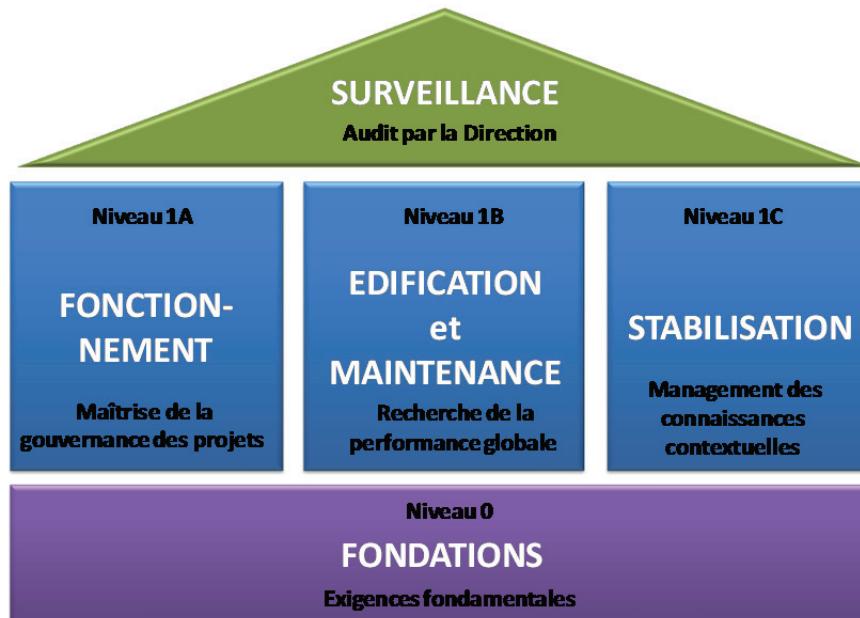 SURVEILLANCE
Audit par la Direction
Niveau 1A
FONCTION-
NEMENT
Maîtrise de la
gouvernance des projets
Niveau 1B
EDIFICATION
et
MAINTENANCE
Recherche de la
performance globale
Niveau 1C
STABILISATION
Management des
connaissances
contextuelles
Niveau 0
FONDATIONS
Exigences fondamentales